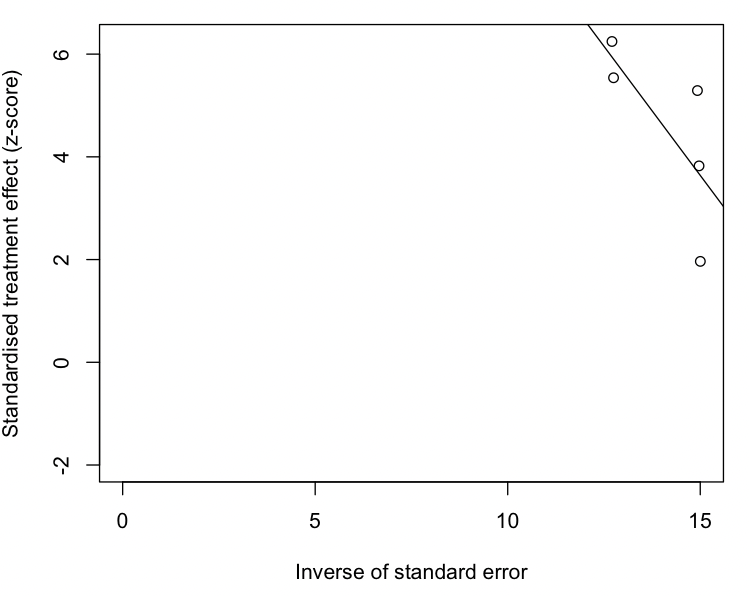 Standardised treatment effect (z-score)
6
4
2
0
-2
0 5 10 15
Inverse of standard error